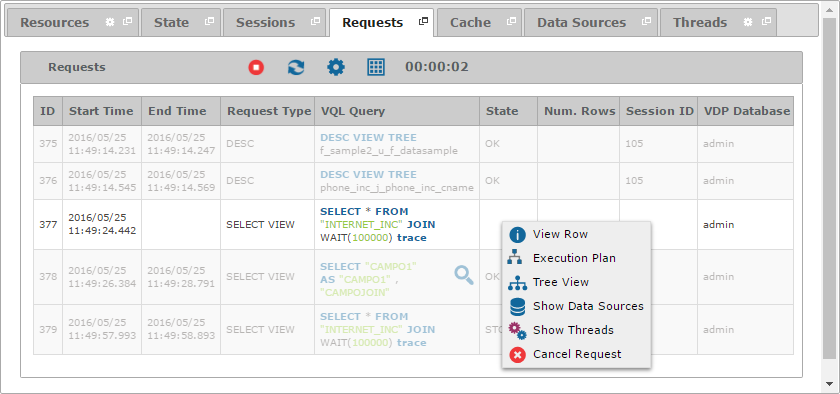 Resources State Sessions Requests Cache Data Sources Threads
Requests 00:00:02
ID Start Time End Time Request Type VQL Query State Num. Rows Session ID VDP Database
375 2016/05/25 11:49:14.231 2016/05/25 11:49:14.247 DESC DESC VIEW TREE f_sample2_u_f_datasample OK 105 admin
376 2016/05/25 11:49:14.545 2016/05/25 11:49:14.569 DESC DESC VIEW TREE phone_inc_j_phone_inc_cname OK 105 admin
377 2016/05/25 11:49:24.442 SELECT VIEW SELECT * FROM "INTERNET_INC" JOIN WAIT(100000) trace admin
378 2016/05/25 11:49:26.384 2016/05/25 11:49:28.791 SELECT VIEW SELECT "CAMPO1" AS "CAMPO1" , "CAMPOJOIN" OK admin
379 2016/05/25 11:49:57.993 2016/05/25 11:49:58.893 SELECT VIEW SELECT * FROM "INTERNET_INC" JOIN WAIT(100000) trace admin
View Row
Execution Plan
Tree View
Show Data Sources
Show Threads
Cancel Request